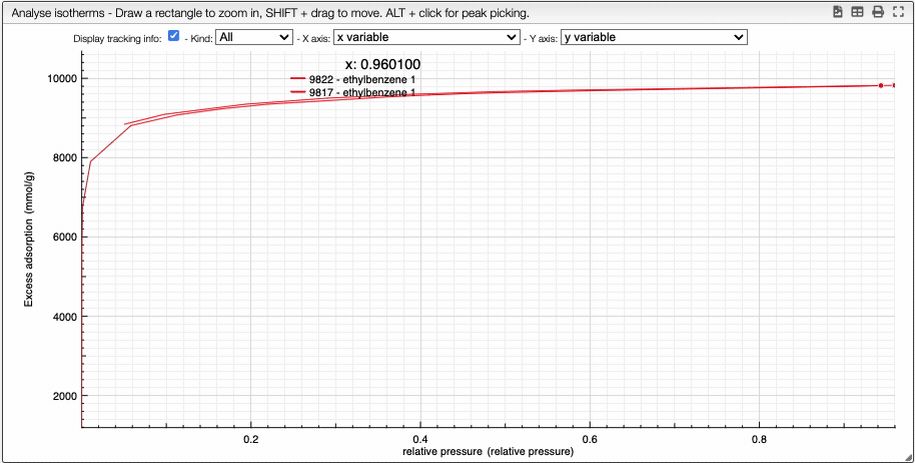 Analyse isotherms - Draw a rectangle to zoom in, SHIFT + drag to move. ALT + click for peak picking.
Display tracking info: - Kind: All - X axis: x variable - Y axis: y variable
x: 0.960100
9822 - ethylbenzene 1
9817 - ethylbenzene 1
10000
8000
6000
4000
2000
Excess adsorption (mmol/g)
0.2 0.4 0.6 0.8
relative pressure (relative pressure)